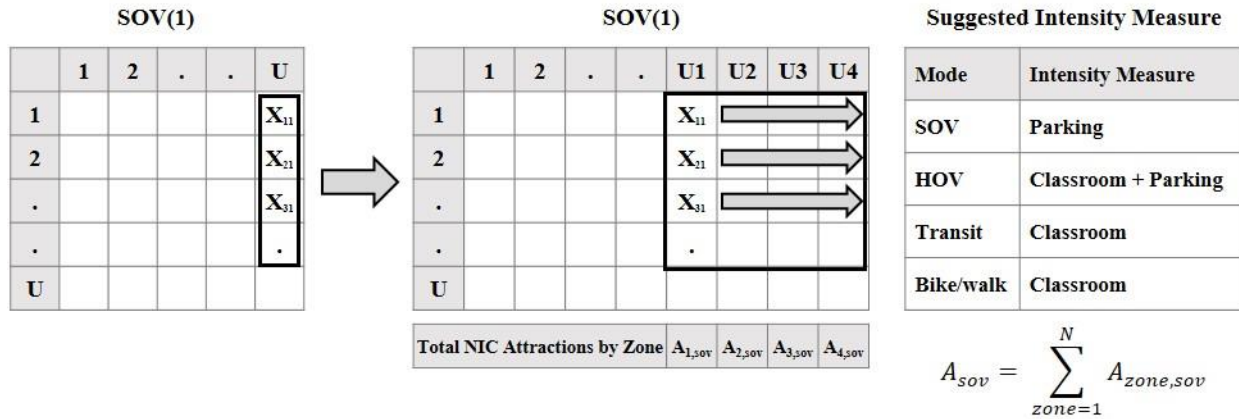 SOV(1)
1 2 . . U
1 X₁₁
2 X₂₁
. X₃₁
. .
U
SOV(1)
1 2 . . U1 U2 U3 U4
1 X₁₁
2 X₂₁
. X₃₁
. .
U
Total NIC Attractions by Zone A₁,sov A₂,sov A₃,sov A₄,sov
Suggested Intensity Measure
Mode Intensity Measure
SOV Parking
HOV Classroom + Parking
Transit Classroom
Bike/walk Classroom
N
A_sov = ∑ A_zone,sov
zone=1